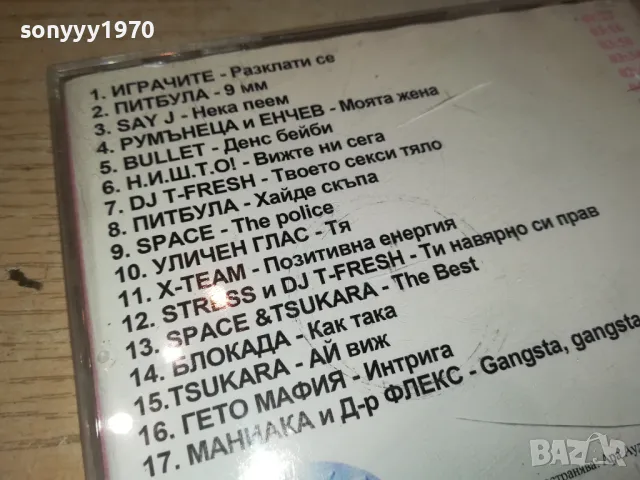 sonyyy1970
1. ИГРАЧИТЕ - Разклати се
2. ПИТБУЛА - 9 мм
3. SAY J - Нека пеем
4. РУМЪНЕЦА и ЕНЧЕВ - Моята жена
5. BULLET - Денс бейби
6. Н.И.Ш.Т.О! - Вижте ни сега
7. DJ T-FRESH - Твоето секси тяло
8. ПИТБУЛА - Хайде скъпа
9. SPACE - The police
10. УЛИЧЕН ГЛАС - Тя
11. X-TEAM - Позитивна енергия
12. STRESS и DJ T-FRESH - Ти навярно си прав
13. SPACE &TSUKARA - The Best
14. БЛОКАДА - Как така
15.TSUKARA - АЙ виж
16. ГЕТО МАФИЯ - Интрига
17. МАНИАКА и Д-р ФЛЕКС - Gangsta, gangsta
BAZAR